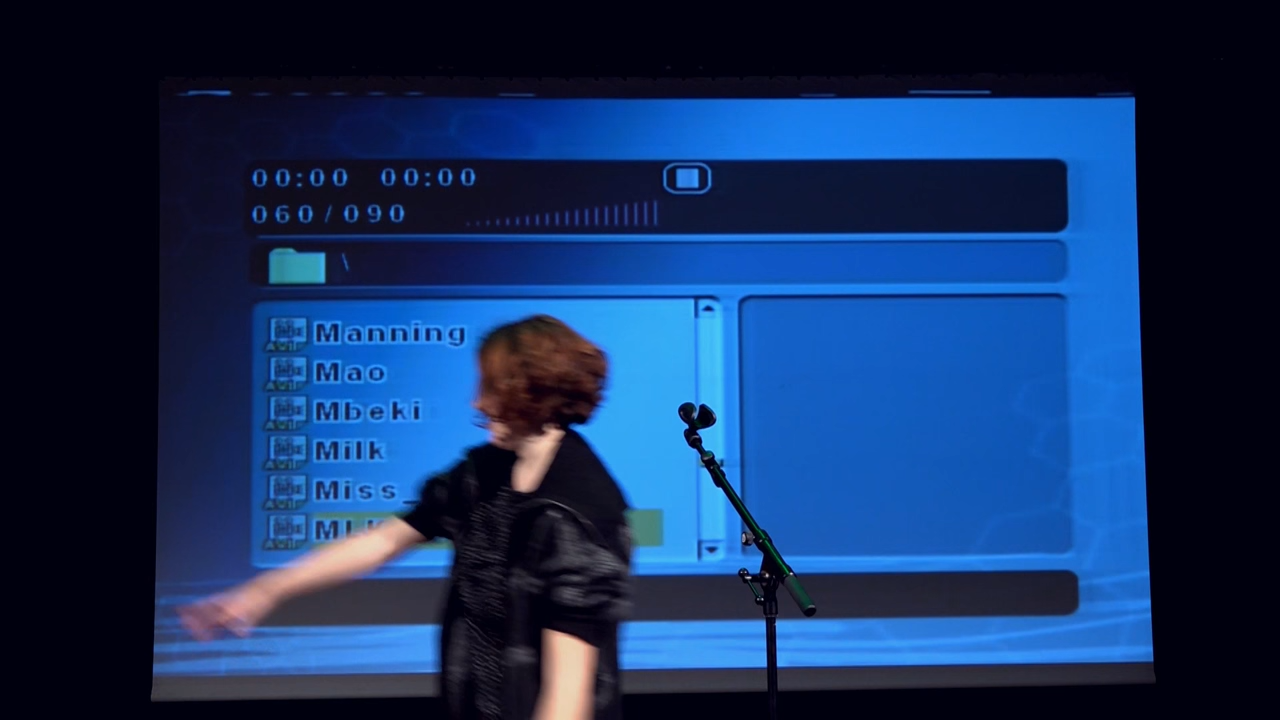 00:00 00:00
060/090
\
Manning
Mao
Mbeki
Milk
Miss_